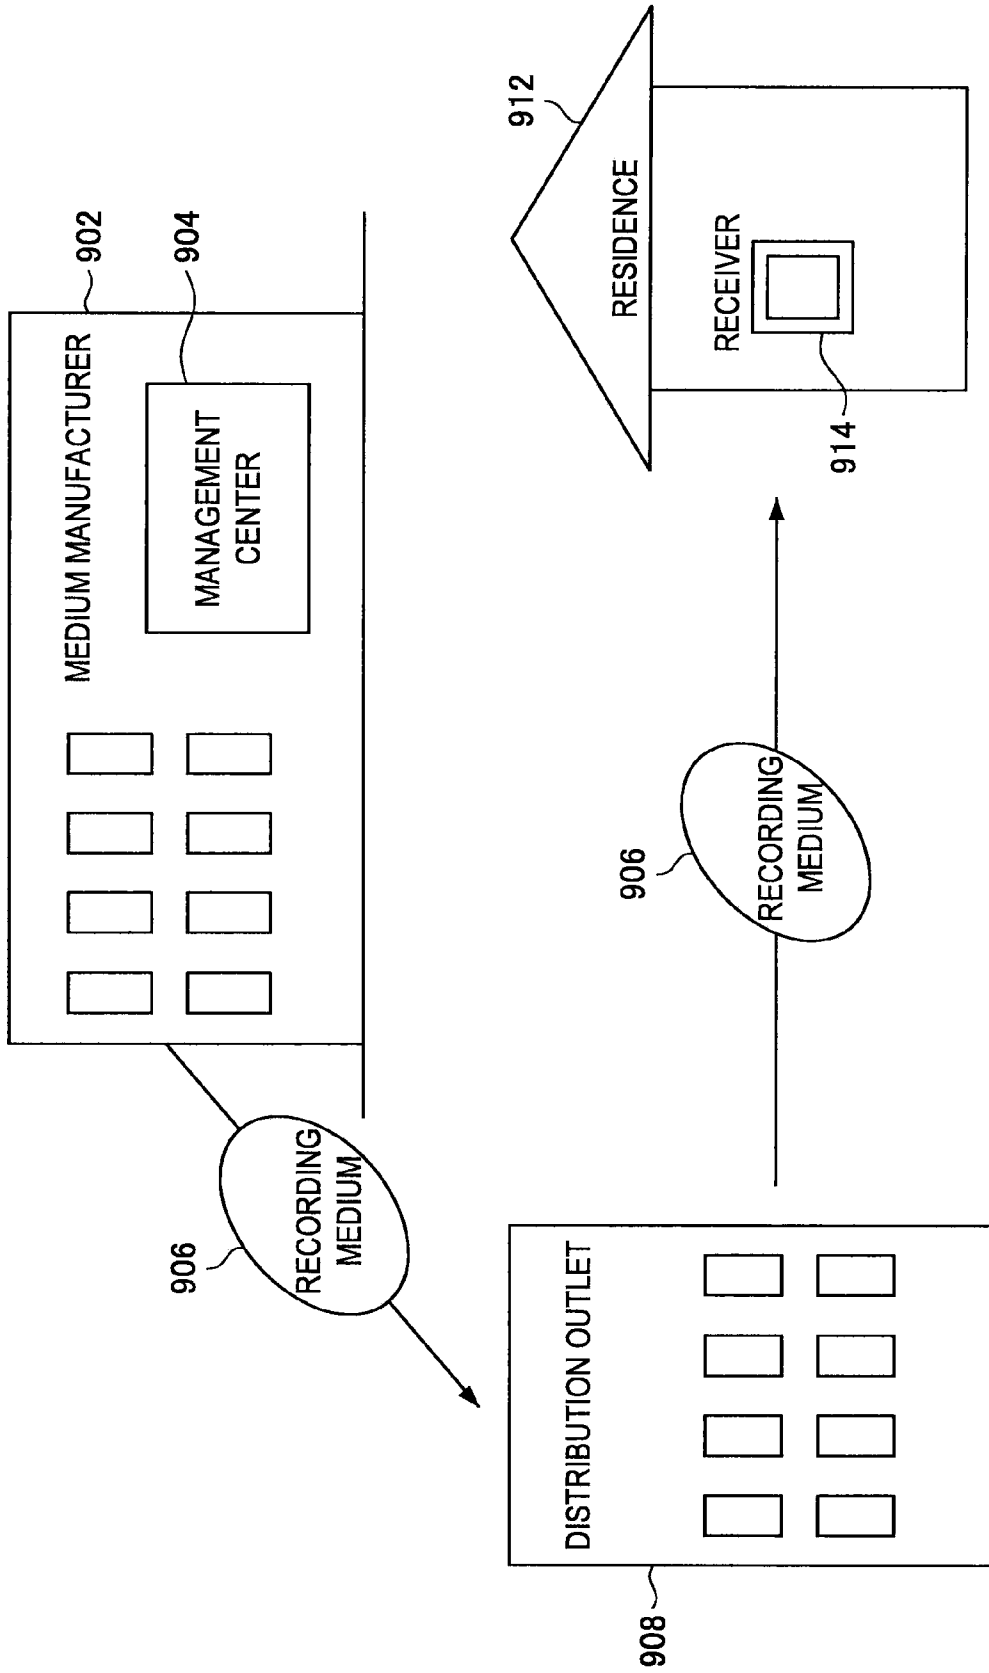 MEDIUM MANUFACTURER
902
MANAGEMENT
CENTER
904
906
RECORDING
MEDIUM
DISTRIBUTION OUTLET
908
906
RECORDING
MEDIUM
912
RESIDENCE
RECEIVER
914